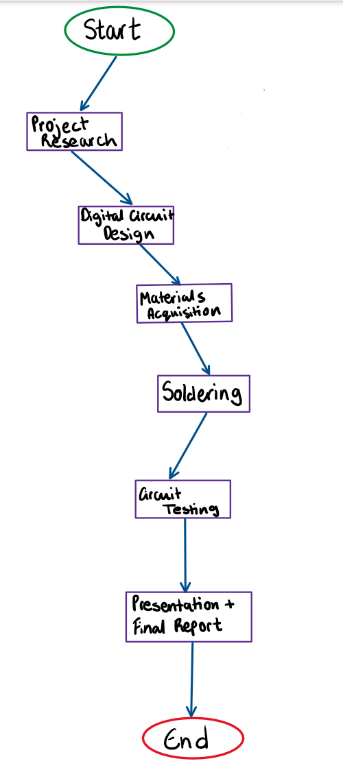 Start
Project
Research
Digital Circuit
Design
Materials
Acquisition
Soldering
Circuit
Testing
Presentation +
Final Report
End